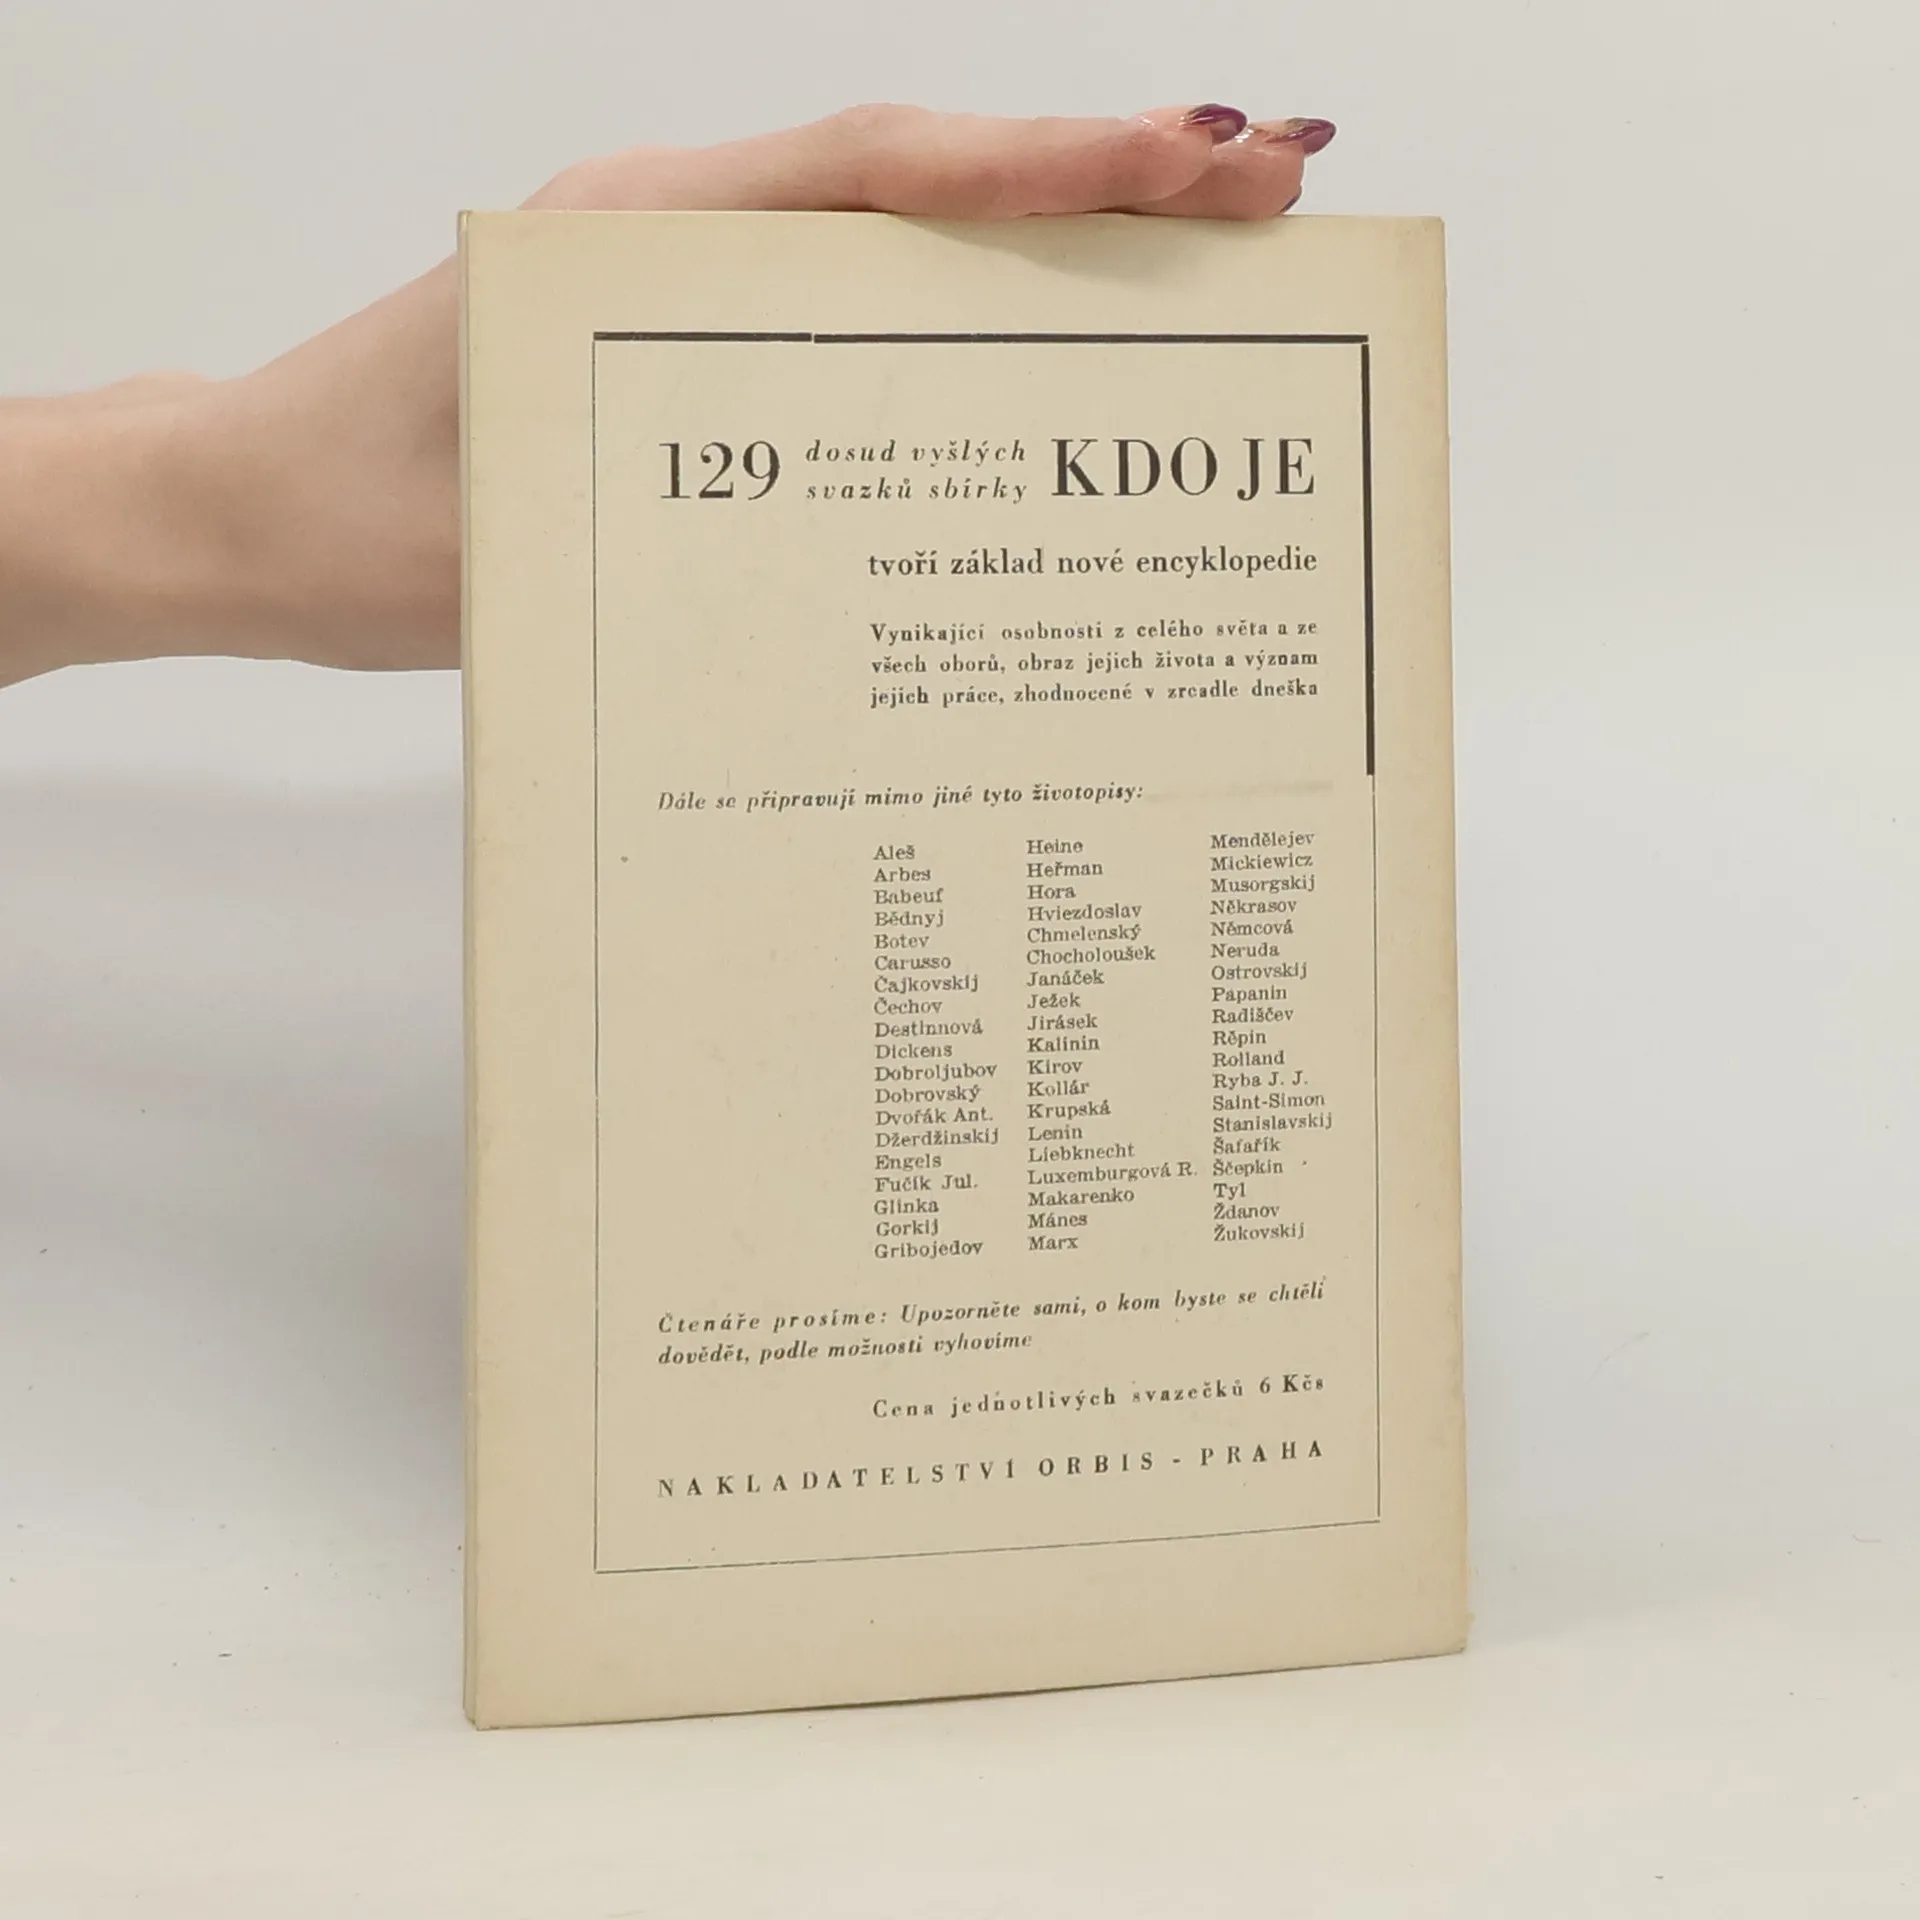 129 dosud vyšlých svazků sbírky KDO JE
tvoří základ nové encyklopedie
Vynikající osobnosti z celého světa a ze
všech oborů, obraz jejich života a význam
jejich práce, zhodnocené v zrcadle dneška
Dále se připravují mimo jiné tyto životopisy:
Aleš
Arbes
Babeuf
Bědnyj
Botev
Carusso
Čajkovskij
Čechov
Destinnová
Dickens
Dobroljubov
Dobrovský
Dvořák Ant.
Džerdžinskij
Engels
Fučík Jul.
Glinka
Gorkij
Gribojedov
Heine
Heřman
Hora
Hviezdoslav
Chmelenský
Chocholoušek
Janáček
Ježek
Jirásek
Kalinin
Kirov
Kollár
Krupská
Lenin
Liebknecht
Luxemburgová R.
Makarenko
Mánes
Marx
Mendělejev
Mickiewicz
Musorgskij
Někrasov
Němcová
Neruda
Ostrovskij
Papanin
Radiščev
Rěpin
Rolland
Ryba J. J.
Saint-Simon
Stanislavskij
Šafařík
Ščepkin
Tyl
Ždanov
Žukovskij
Čtenáře prosíme: Upozorněte sami, o kom byste se chtěli
dovědět, podle možnosti vyhovíme
Cena jednotlivých svazečků 6 Kčs
NAKLADATELSTVÍ ORBIS - PRAHA